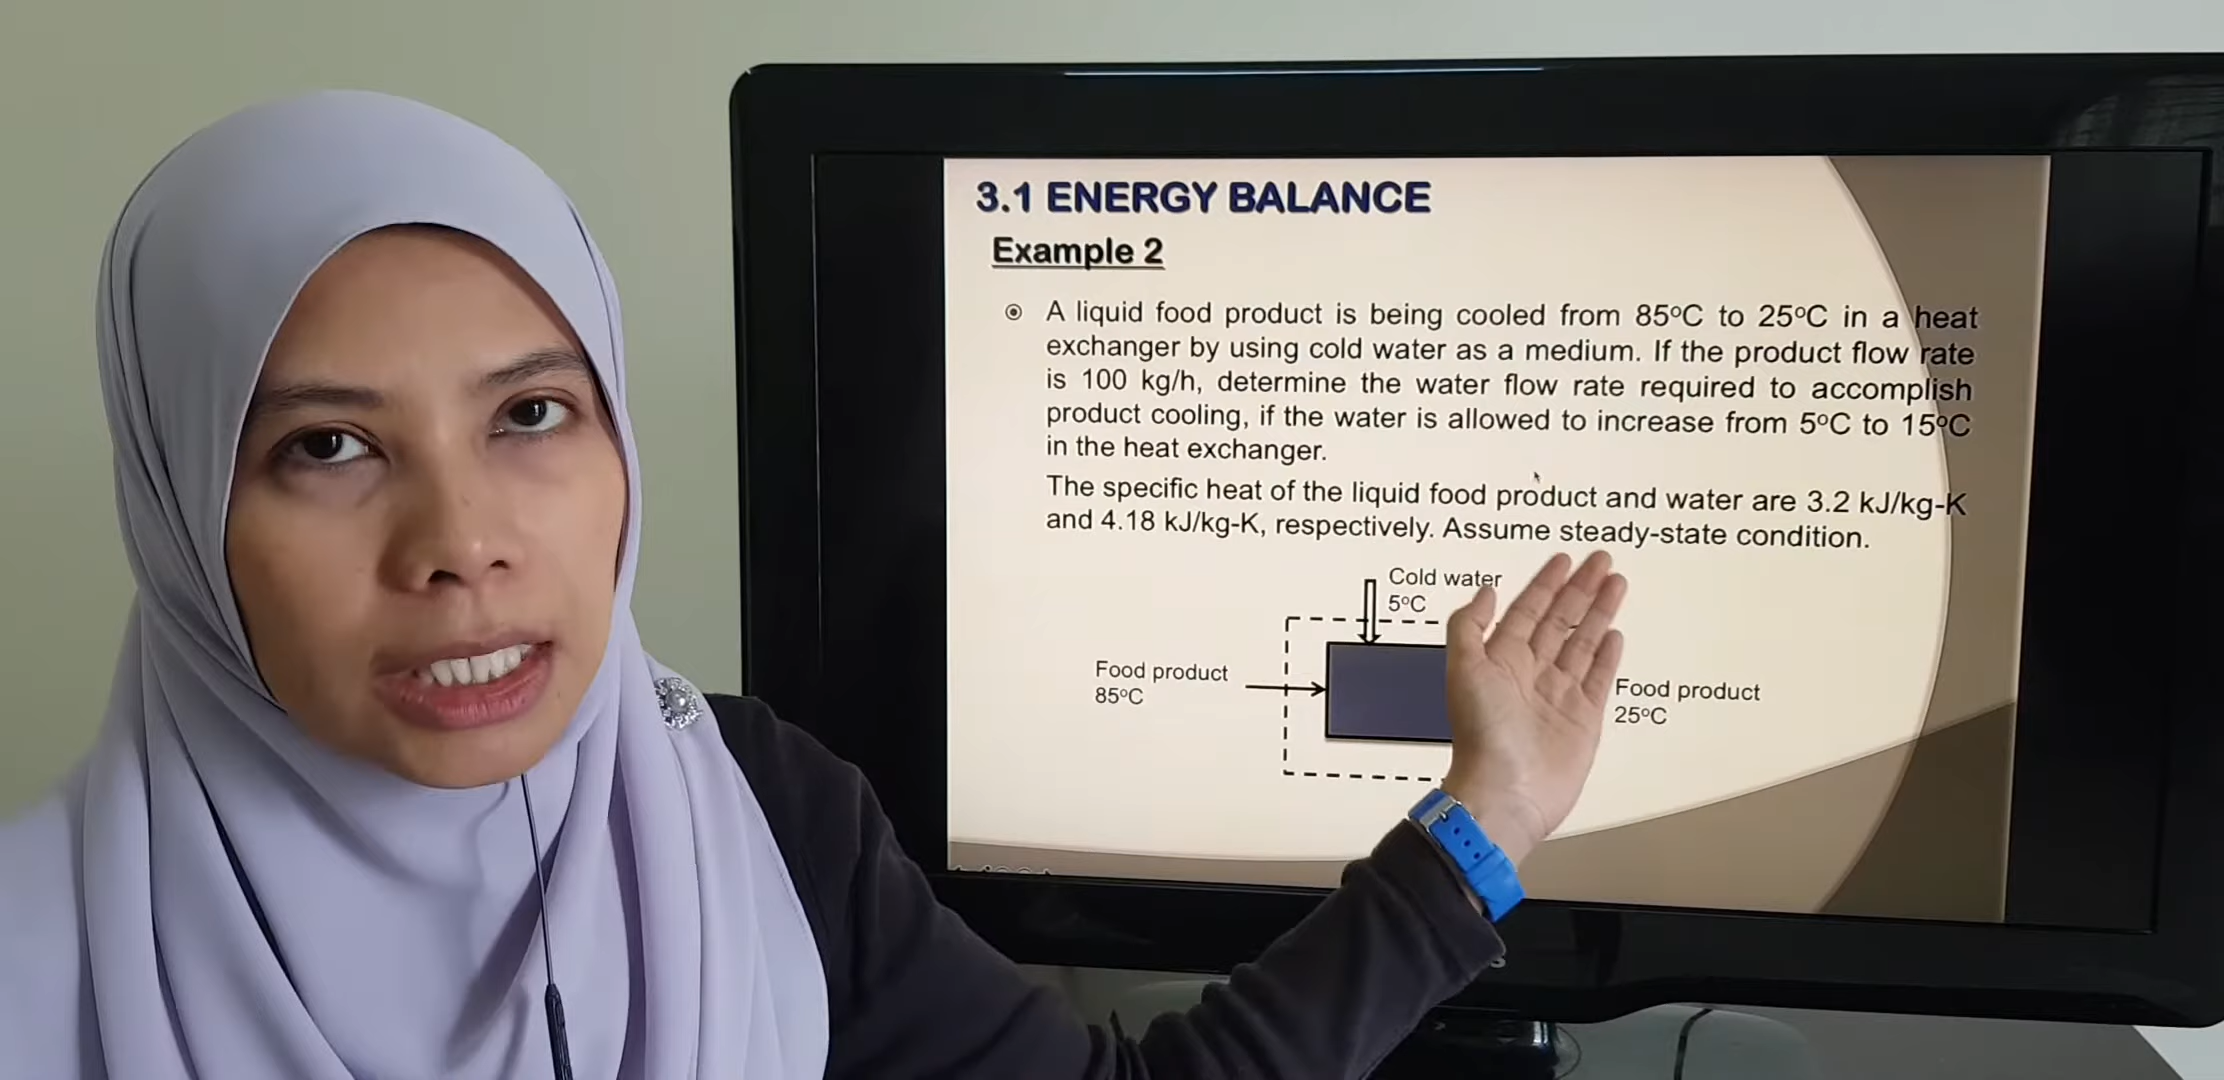 3.1 ENERGY BALANCE
Example 2
A liquid food product is being cooled from 85°C to 25°C in a heat
exchanger by using cold water as a medium. If the product flow rate
is 100 kg/h, determine the water flow rate required to accomplish
product cooling, if the water is allowed to increase from 5°C to 15°C
in the heat exchanger.
The specific heat of the liquid food product and water are 3.2 kJ/kg-K
and 4.18 kJ/kg-K, respectively. Assume steady-state condition.
Cold water
5°C
Food product
85°C
Food product
25°C